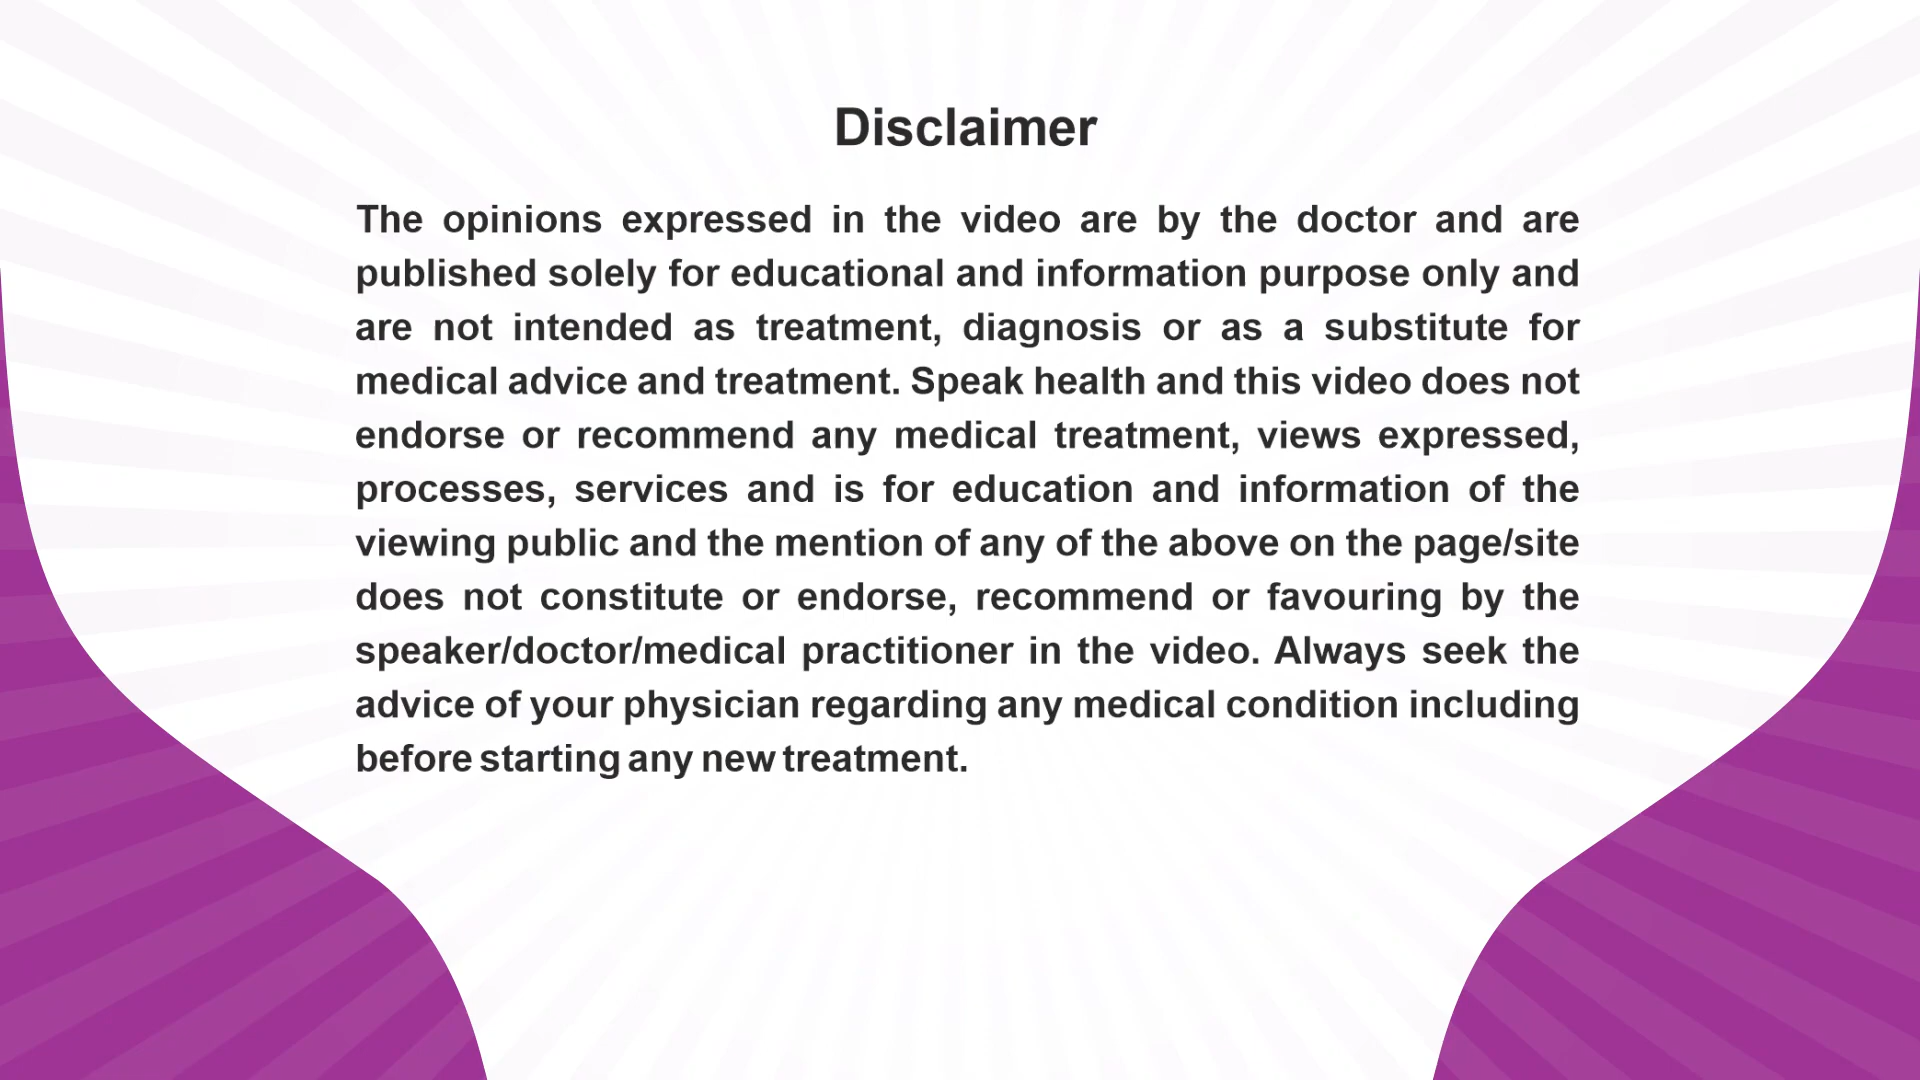 Disclaimer
The opinions expressed in the video are by the doctor and are
published solely for educational and information purpose only and
are not intended as treatment, diagnosis or as a substitute for
medical advice and treatment. Speak health and this video does not
endorse or recommend any medical treatment, views expressed,
processes, services and is for education and information of the
viewing public and the mention of any of the above on the page/site
does not constitute or endorse, recommend or favouring by the
speaker/doctor/medical practitioner in the video. Always seek the
advice of your physician regarding any medical condition including
before starting any new treatment.